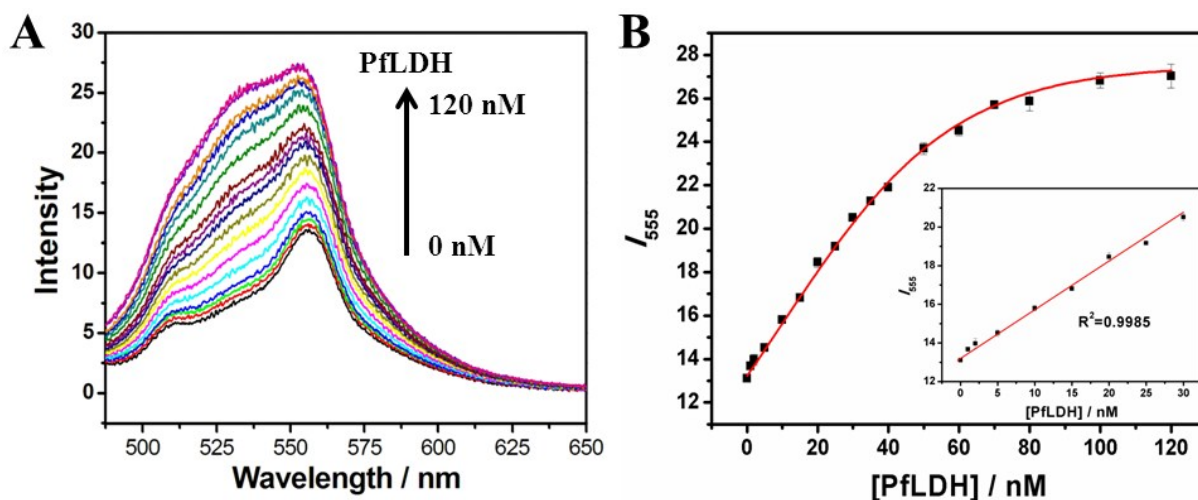 A
30
25
20
15
10
5
0
Intensity
PfLDH
120 nM
0 nM
500 525 550 575 600 625 650
Wavelength / nm
B
28
26
24
22
20
18
16
14
12
I555
0 20 40 60 80 100 120
[PfLDH] / nM
22
20
18
16
14
12
I555
R2=0.9985
0 5 10 15 20 25 30
[PfLDH] / nM